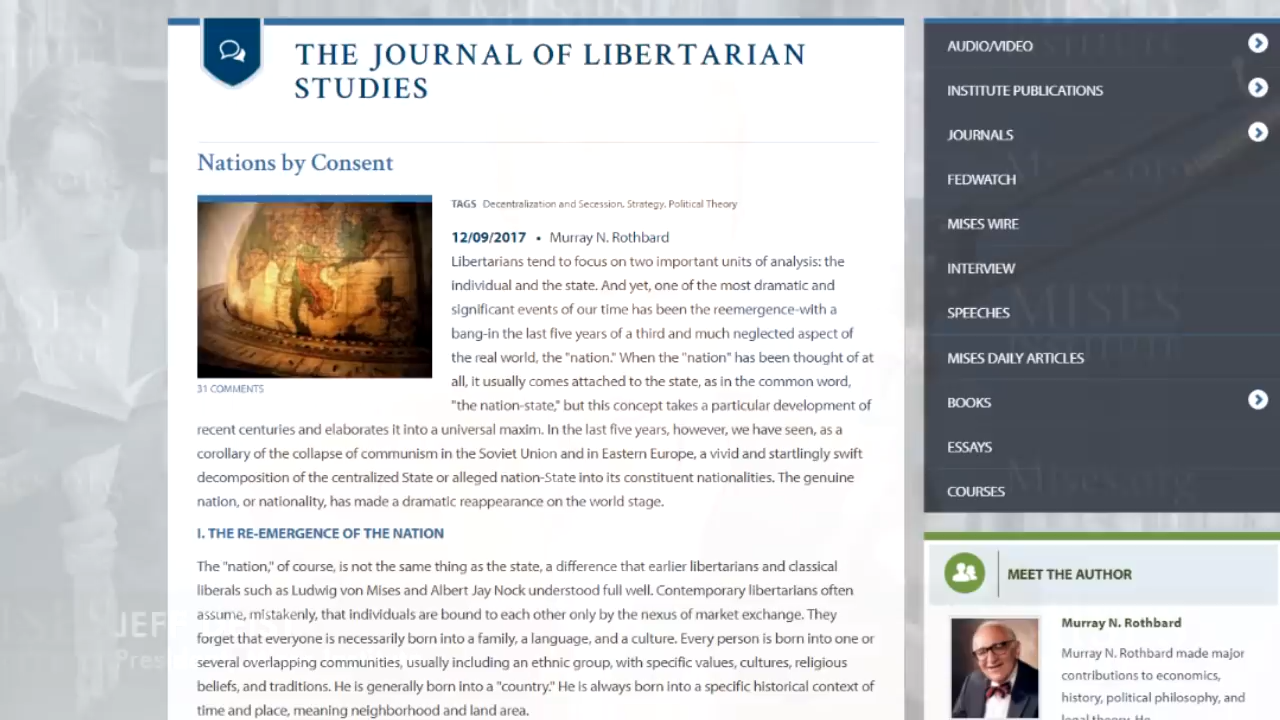 THE JOURNAL OF LIBERTARIAN
STUDIES
Nations by Consent
TAGS Decentralization and Secession, Strategy, Political Theory
12/09/2017 • Murray N. Rothbard
Libertarians tend to focus on two important units of analysis: the
individual and the state. And yet, one of the most dramatic and
significant events of our time has been the reemergence-with a
bang-in the last five years of a third and much neglected aspect of
the real world, the "nation." When the "nation" has been thought of at
all, it usually comes attached to the state, as in the common word,
"the nation-state," but this concept takes a particular development of
31 COMMENTS
recent centuries and elaborates it into a universal maxim. In the last five years, however, we have seen, as a
corollary of the collapse of communism in the Soviet Union and in Eastern Europe, a vivid and startlingly swift
decomposition of the centralized State or alleged nation-State into its constituent nationalities. The genuine
nation, or nationality, has made a dramatic reappearance on the world stage.
I. THE RE-EMERGENCE OF THE NATION
The "nation," of course, is not the same thing as the state, a difference that earlier libertarians and classical
liberals such as Ludwig von Mises and Albert Jay Nock understood full well. Contemporary libertarians often
assume, mistakenly, that individuals are bound to each other only by the nexus of market exchange. They
forget that everyone is necessarily born into a family, a language, and a culture. Every person is born into one or
several overlapping communities, usually including an ethnic group, with specific values, cultures, religious
beliefs, and traditions. He is generally born into a "country." He is always born into a specific historical context of
time and place, meaning neighborhood and land area.
AUDIO/VIDEO
INSTITUTE PUBLICATIONS
JOURNALS
FEDWATCH
MISES WIRE
INTERVIEW
SPEECHES
MISES DAILY ARTICLES
BOOKS
ESSAYS
COURSES
MEET THE AUTHOR
Murray N. Rothbard
Murray N. Rothbard made major
contributions to economics,
history, political philosophy, and
legal theory. He
MISES
INSTITUTE
Mises.org
JEFF